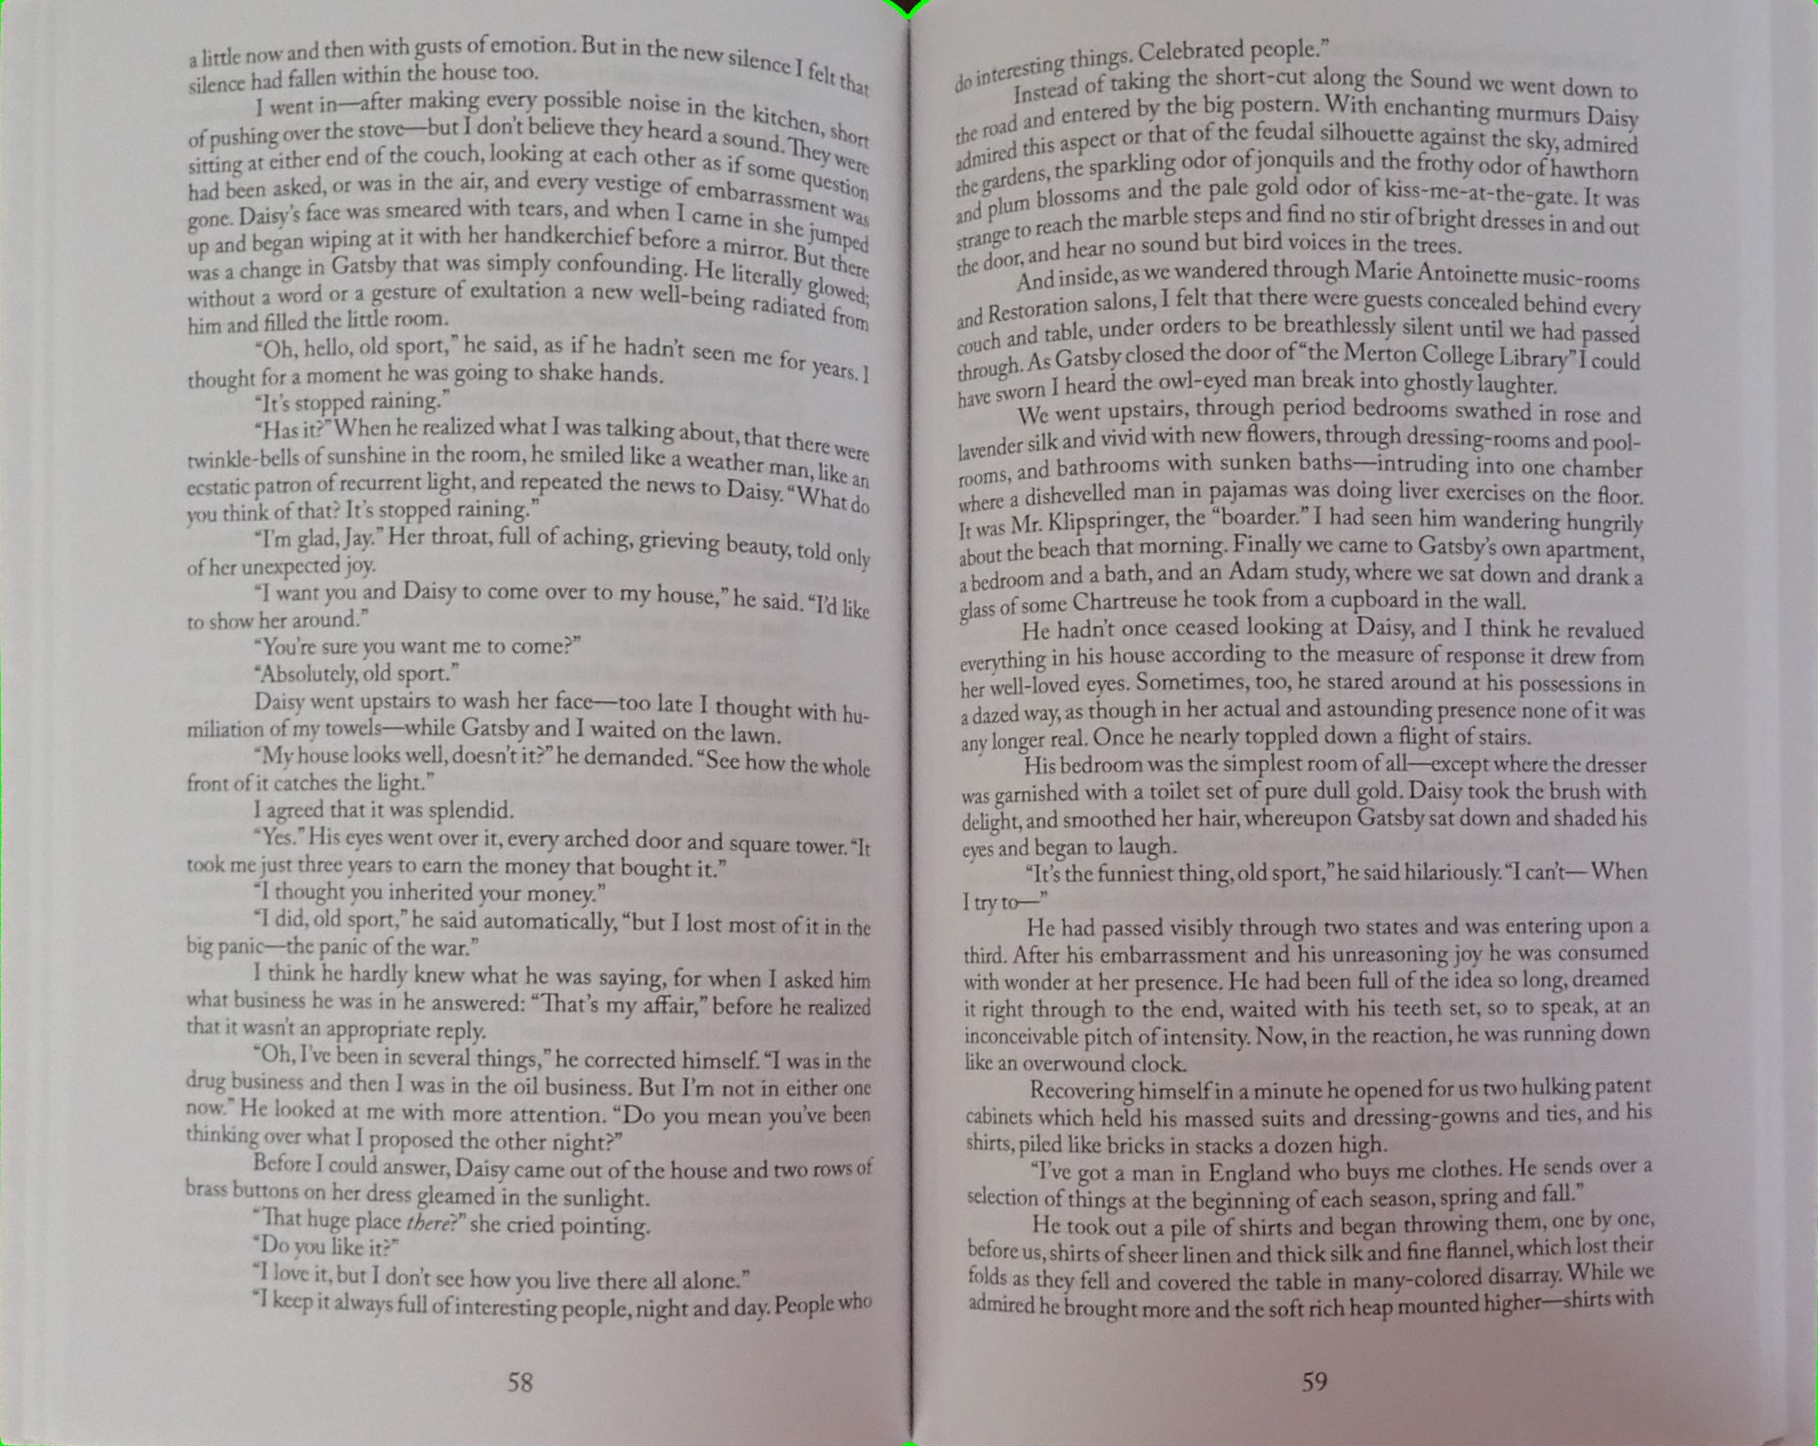 a little now and then with gusts of emotion. But in the new silence I felt that
silence had fallen within the house too.
I went in—after making every possible noise in the kitchen, short
of pushing over the stove—but I don't believe they heard a sound. They were
sitting at either end of the couch, looking at each other as if some question
had been asked, or was in the air, and every vestige of embarrassment was
gone. Daisy's face was smeared with tears, and when I came in she jumped
up and began wiping at it with her handkerchief before a mirror. But there
was a change in Gatsby that was simply confounding. He literally glowed;
without a word or a gesture of exultation a new well-being radiated from
him and filled the little room.
“Oh, hello, old sport,” he said, as if he hadn't seen me for years. I
thought for a moment he was going to shake hands.
“It's stopped raining.”
“Has it?” When he realized what I was talking about, that there were
twinkle-bells of sunshine in the room, he smiled like a weather man, like an
ecstatic patron of recurrent light, and repeated the news to Daisy. “What do
you think of that? It's stopped raining.”
“I'm glad, Jay.” Her throat, full of aching, grieving beauty, told only
of her unexpected joy.
“I want you and Daisy to come over to my house,” he said. “I'd like
to show her around.”
“You're sure you want me to come?”
“Absolutely, old sport.”
Daisy went upstairs to wash her face—too late I thought with hu-
miliation of my towels—while Gatsby and I waited on the lawn.
“My house looks well, doesn't it?” he demanded. “See how the whole
front of it catches the light.”
I agreed that it was splendid.
“Yes.” His eyes went over it, every arched door and square tower. “It
took me just three years to earn the money that bought it.”
“I thought you inherited your money.”
“I did, old sport,” he said automatically, “but I lost most of it in the
big panic—the panic of the war.”
I think he hardly knew what he was saying, for when I asked him
what business he was in he answered: “That's my affair,” before he realized
that it wasn't an appropriate reply.
“Oh, I've been in several things,” he corrected himself. “I was in the
drug business and then I was in the oil business. But I'm not in either one
now.” He looked at me with more attention. “Do you mean you've been
thinking over what I proposed the other night?”
Before I could answer, Daisy came out of the house and two rows of
brass buttons on her dress gleamed in the sunlight.
“That huge place there?” she cried pointing.
“Do you like it?”
“I love it, but I don't see how you live there all alone.”
“I keep it always full of interesting people, night and day. People who
58
do interesting things. Celebrated people.”
Instead of taking the short-cut along the Sound we went down to
the road and entered by the big postern. With enchanting murmurs Daisy
admired this aspect or that of the feudal silhouette against the sky, admired
the gardens, the sparkling odor of jonquils and the frothy odor of hawthorn
and plum blossoms and the pale gold odor of kiss-me-at-the-gate. It was
strange to reach the marble steps and find no stir of bright dresses in and out
the door, and hear no sound but bird voices in the trees.
And inside, as we wandered through Marie Antoinette music-rooms
and Restoration salons, I felt that there were guests concealed behind every
couch and table, under orders to be breathlessly silent until we had passed
through. As Gatsby closed the door of “the Merton College Library” I could
have sworn I heard the owl-eyed man break into ghostly laughter.
We went upstairs, through period bedrooms swathed in rose and
lavender silk and vivid with new flowers, through dressing-rooms and pool-
rooms, and bathrooms with sunken baths—intruding into one chamber
where a dishevelled man in pajamas was doing liver exercises on the floor.
It was Mr. Klipspringer, the “boarder.” I had seen him wandering hungrily
about the beach that morning. Finally we came to Gatsby's own apartment,
a bedroom and a bath, and an Adam study, where we sat down and drank a
glass of some Chartreuse he took from a cupboard in the wall.
He hadn't once ceased looking at Daisy, and I think he revalued
everything in his house according to the measure of response it drew from
her well-loved eyes. Sometimes, too, he stared around at his possessions in
a dazed way, as though in her actual and astounding presence none of it was
any longer real. Once he nearly toppled down a flight of stairs.
His bedroom was the simplest room of all—except where the dresser
was garnished with a toilet set of pure dull gold. Daisy took the brush with
delight, and smoothed her hair, whereupon Gatsby sat down and shaded his
eyes and began to laugh.
“It's the funniest thing, old sport,” he said hilariously. “I can't— When
I try to—”
He had passed visibly through two states and was entering upon a
third. After his embarrassment and his unreasoning joy he was consumed
with wonder at her presence. He had been full of the idea so long, dreamed
it right through to the end, waited with his teeth set, so to speak, at an
inconceivable pitch of intensity. Now, in the reaction, he was running down
like an overwound clock.
Recovering himself in a minute he opened for us two hulking patent
cabinets which held his massed suits and dressing-gowns and ties, and his
shirts, piled like bricks in stacks a dozen high.
“I've got a man in England who buys me clothes. He sends over a
selection of things at the beginning of each season, spring and fall.”
He took out a pile of shirts and began throwing them, one by one,
before us, shirts of sheer linen and thick silk and fine flannel, which lost their
folds as they fell and covered the table in many-colored disarray. While we
admired he brought more and the soft rich heap mounted higher—shirts with
59